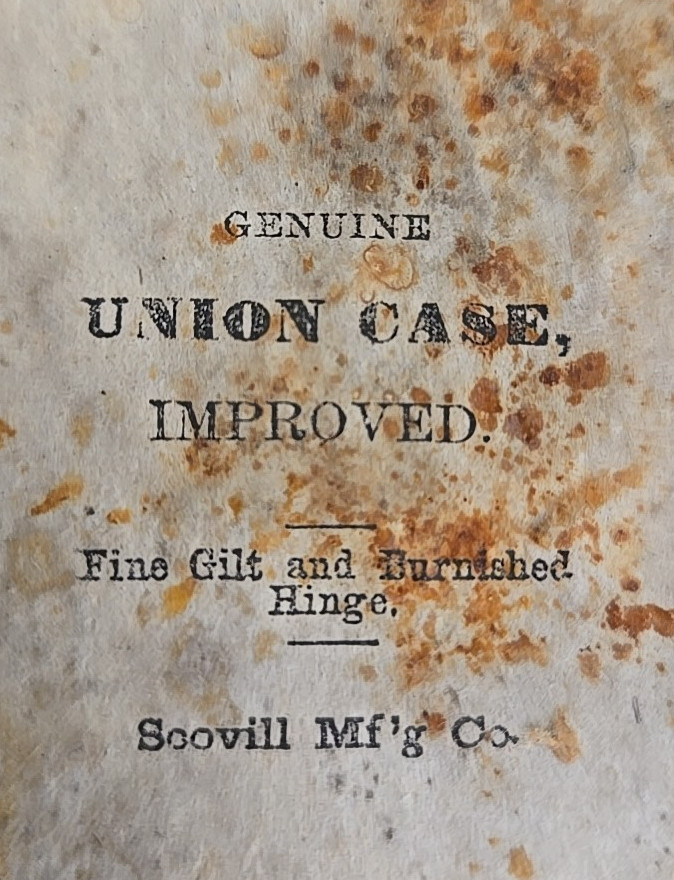 GENUINE
UNION CASE,
IMPROVED.
Fine Gilt and Burnished
Hinge.
Scovill Mf'g Co.